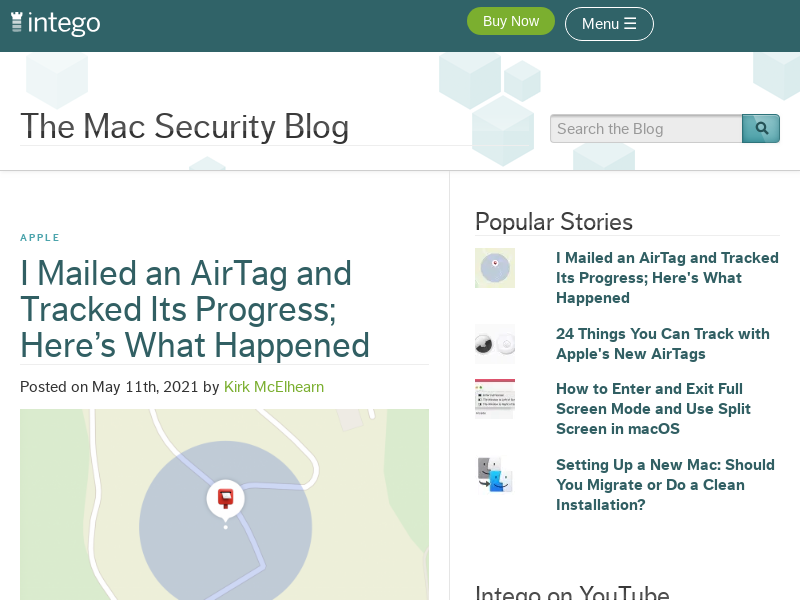 intego
Buy Now
Menu ☰
The Mac Security Blog
Search the Blog
APPLE
I Mailed an AirTag and
Tracked Its Progress;
Here’s What Happened
Posted on May 11th, 2021 by Kirk McElhearn
Popular Stories
I Mailed an AirTag and Tracked
Its Progress; Here's What
Happened
24 Things You Can Track with
Apple's New AirTags
How to Enter and Exit Full
Screen Mode and Use Split
Screen in macOS
Setting Up a New Mac: Should
You Migrate or Do a Clean
Installation?
Intego on YouTube